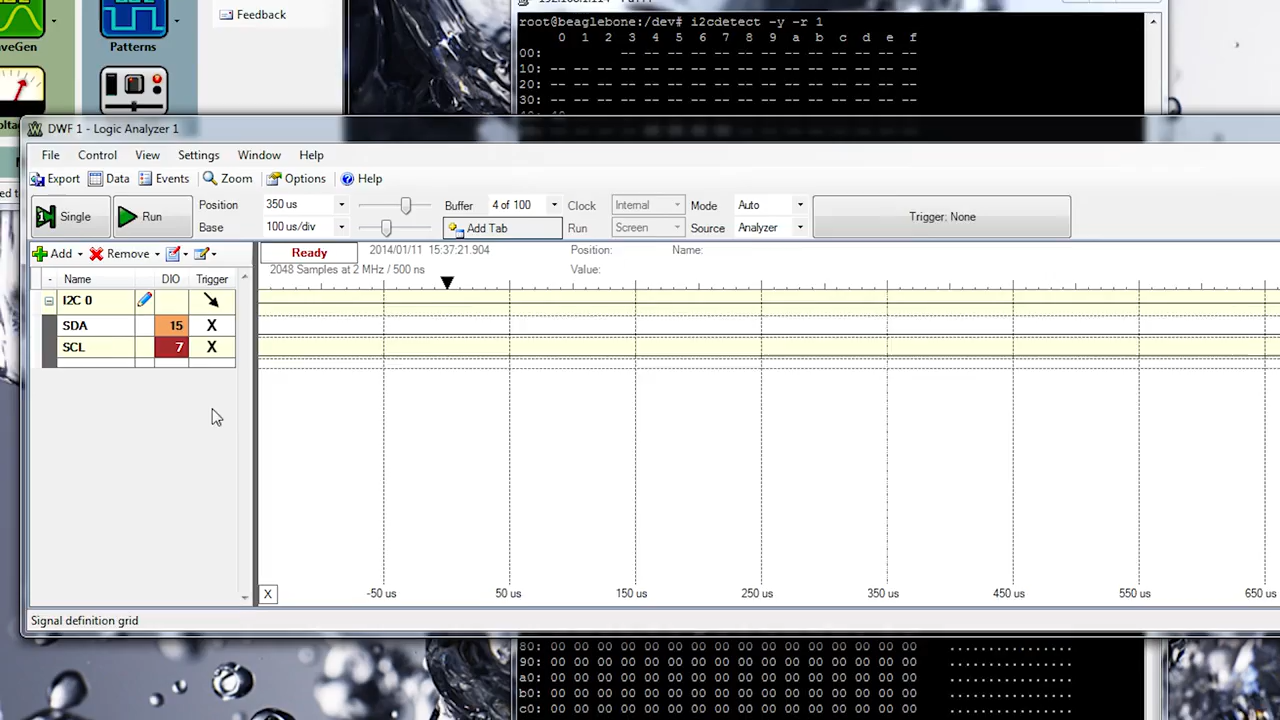 Feedback
Patterns
root@beaglebone:/dev# i2cdetect -y -r 1
0 1 2 3 4 5 6 7 8 9 a b c d e f
00: -- -- -- -- -- -- -- -- -- -- -- -- --
10: -- -- -- -- -- -- -- -- -- -- -- -- -- -- -- --
20: -- -- -- -- -- -- -- -- -- -- -- -- -- -- -- --
30: -- -- -- -- -- -- -- -- -- -- -- -- -- -- -- --
DWF 1 - Logic Analyzer 1
File Control View Settings Window Help
Export Data Events Zoom Options Help
Single Run Position 350 us Buffer 4 of 100 Clock Internal Mode Auto Trigger: None
Base 100 us/div Add Tab Run Screen Source Analyzer
Add Remove Ready 2014/01/11 15:37:21.904 Position: Name:
2048 Samples at 2 MHz / 500 ns Value:
- Name DIO Trigger
I2C 0
SDA 15 X
SCL 7 X
X -50 us 50 us 150 us 250 us 350 us 450 us 550 us 650 us
Signal definition grid
80: 00 00 00 00 00 00 00 00 00 00 00 00 00 00 00 00 ................
90: 00 00 00 00 00 00 00 00 00 00 00 00 00 00 00 00 ................
a0: 00 00 00 00 00 00 00 00 00 00 00 00 00 00 00 00 ................
b0: 00 00 00 00 00 00 00 00 00 00 00 00 00 00 00 00 ................
c0: 00 00 00 00 00 00 00 00 00 00 00 00 00 00 00 00 ................